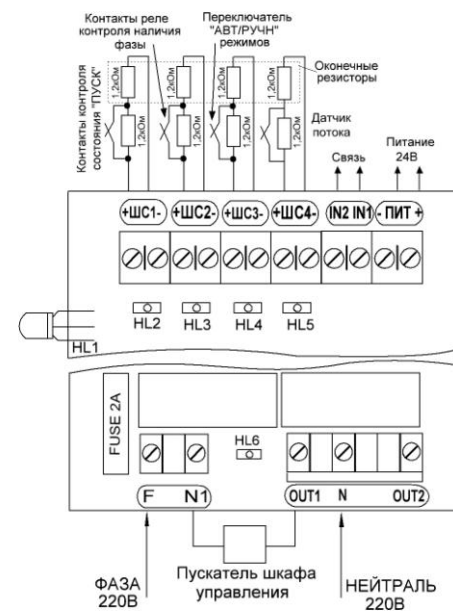 Контакты реле
контроля наличия
фазы
Переключатель
"АВТ/РУЧН"
режимов
Оконечные
резисторы
Контакты контроля
состояния "ПУСК"
1,2кОм
1,2кОм
1,2кОм
1,2кОм
1,2кОм
1,2кОм
1,2кОм
1,2кОм
Датчик
потока
Связь
Питание
24В
+ШС1-
+ШС2-
+ШС3-
+ШС4-
IN2 IN1
- ПИТ +
HL1
HL2
HL3
HL4
HL5
FUSE 2A
HL6
F N1
OUT1 N OUT2
ФАЗА
220В
Пускатель шкафа
управления
НЕЙТРАЛЬ
220В